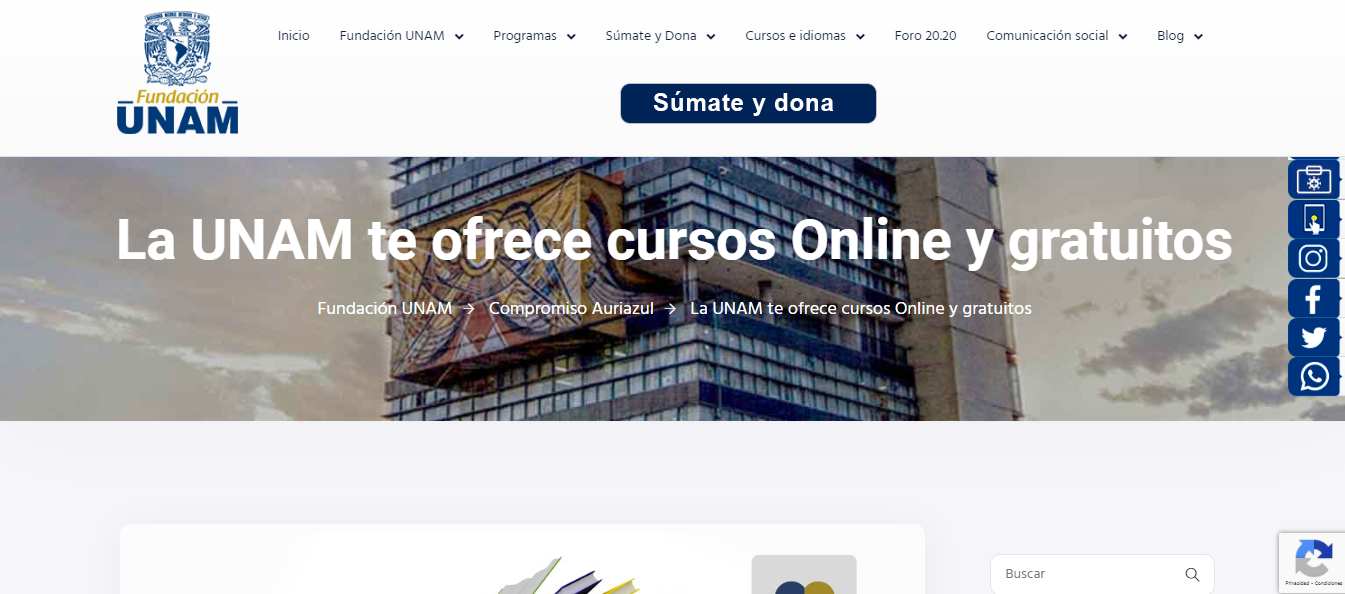 Fundación
UNAM
Inicio
Fundación UNAM
Programas
Súmate y Dona
Cursos e idiomas
Foro 20.20
Comunicación social
Blog
Súmate y dona
La UNAM te ofrece cursos Online y gratuitos
Fundación UNAM → Compromiso Auriazul → La UNAM te ofrece cursos Online y gratuitos
Buscar
Privacidad - Condiciones